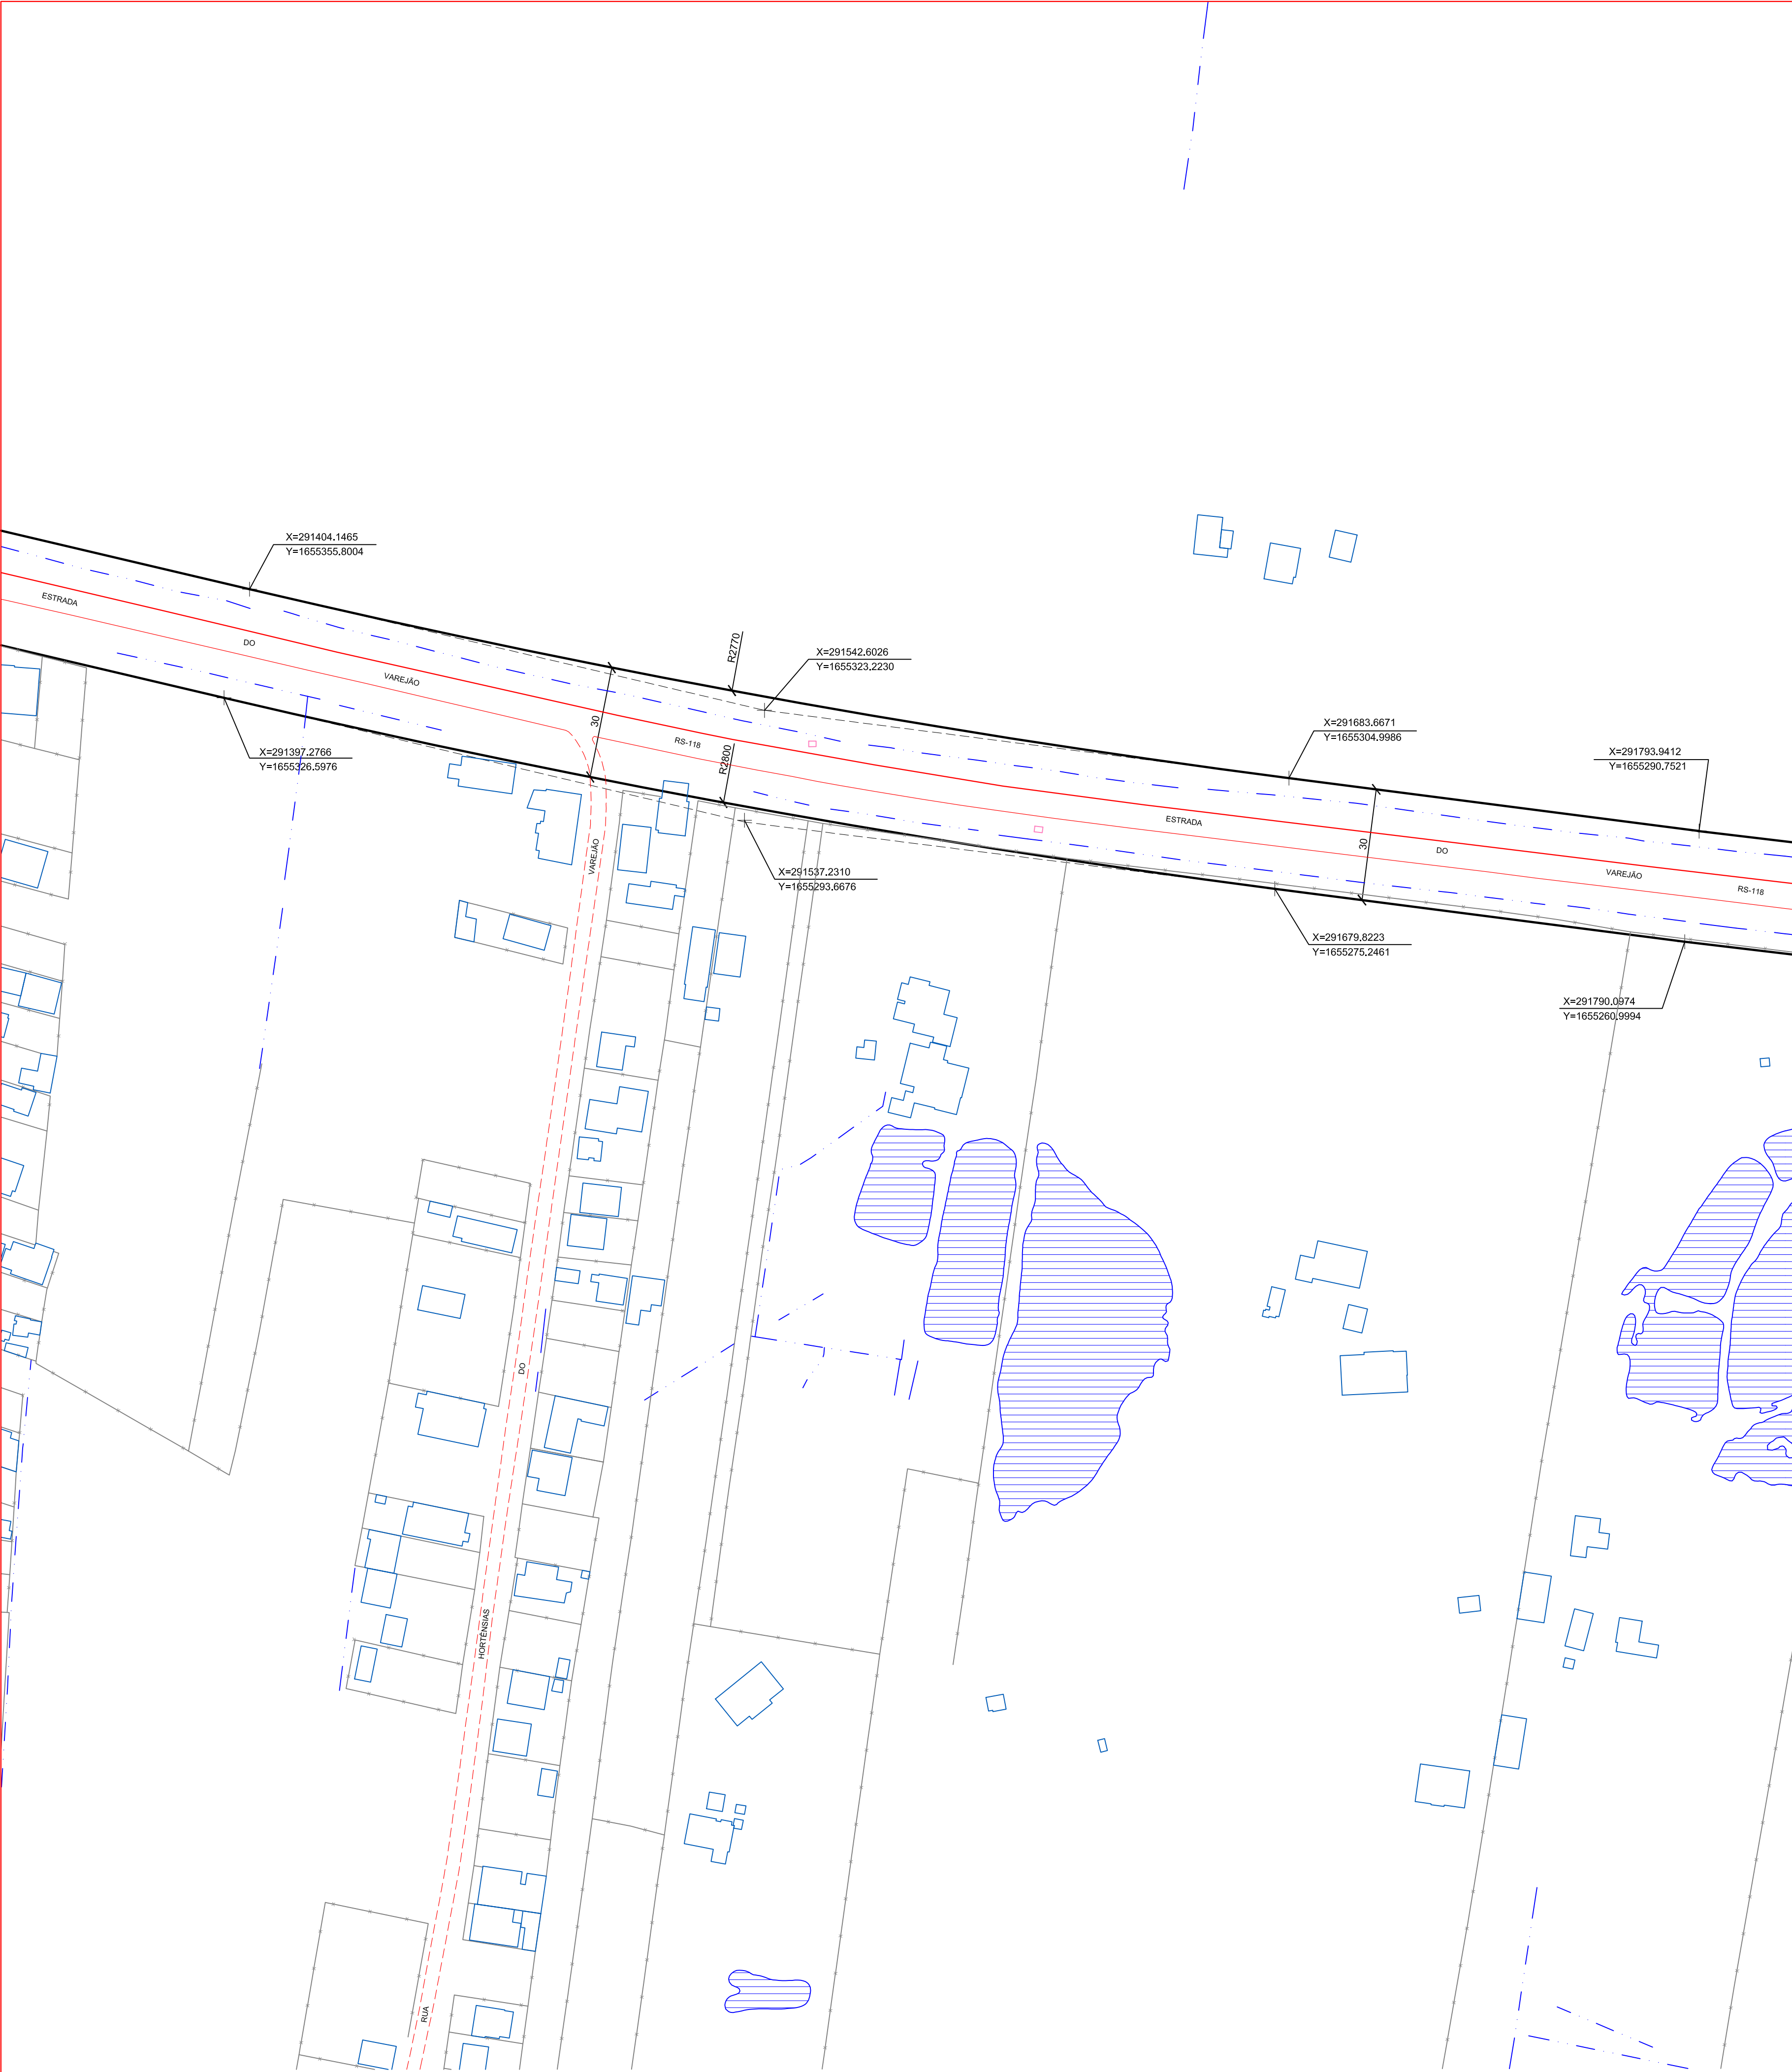 X=291404.1465
Y=1655355.8004
ESTRADA
DO
VAREJÃO
R2770
X=291542.6026
Y=1655323.2230
30
RS-118
R2800
X=291683.6671
Y=1655304.9986
X=291793.9412
Y=1655290.7521
X=291397.2766
Y=1655326.5976
ESTRADA
30
DO
VAREJÃO
RS-118
X=291537.2310
Y=1655293.6676
X=291679.8223
Y=1655275.2461
X=291790.0974
Y=1655260.9994
RUA
HORTÊNSIAS
DO
VAREJÃO